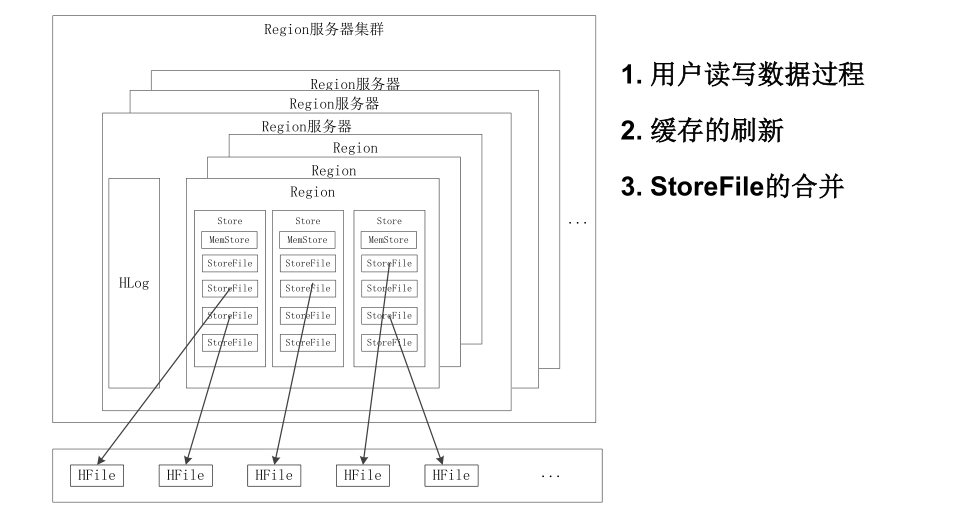 Region服务器集群
Region服务器
Region服务器
Region服务器
Region
Region
Region
HLog
Store Store Store
MemStore MemStore MemStore
StoreFile StoreFile StoreFile
StoreFile StoreFile StoreFile
StoreFile StoreFile StoreFile
StoreFile StoreFile StoreFile
...
HFile HFile HFile HFile HFile ...
1. 用户读写数据过程
2. 缓存的刷新
3. StoreFile的合并